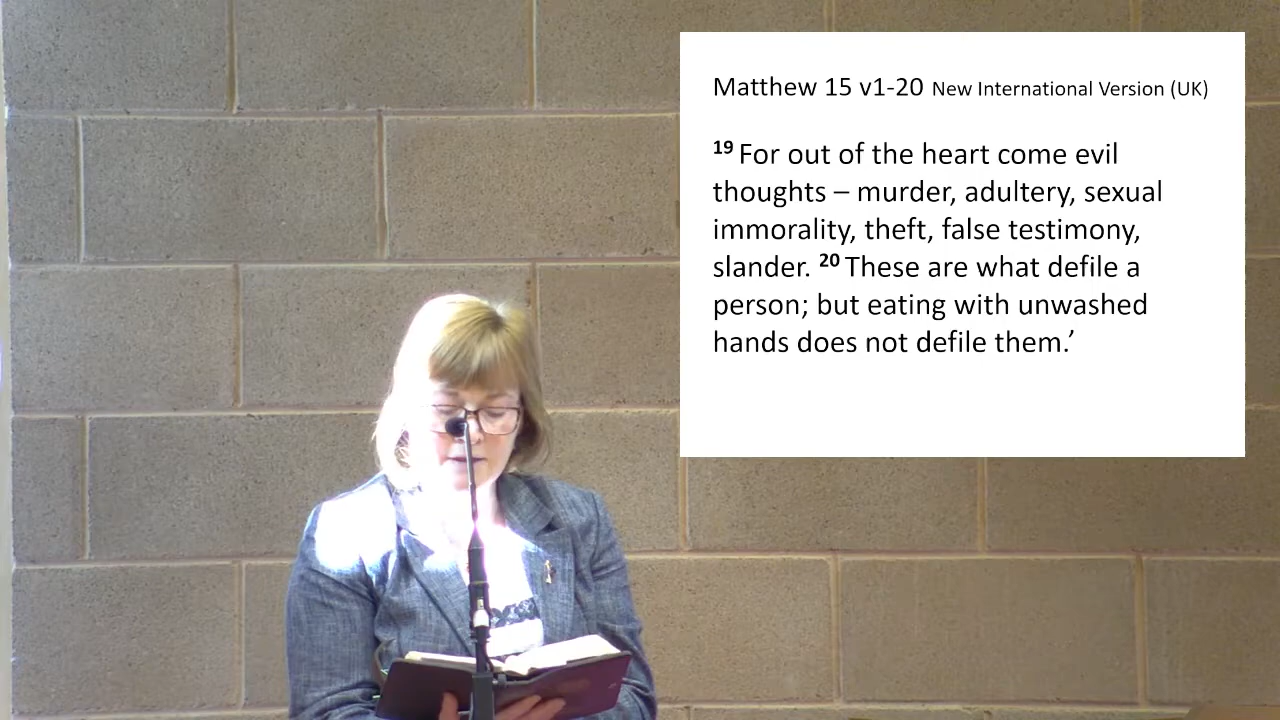 Matthew 15 v1-20 New International Version (UK)
19 For out of the heart come evil
thoughts – murder, adultery, sexual
immorality, theft, false testimony,
slander. 20 These are what defile a
person; but eating with unwashed
hands does not defile them.’